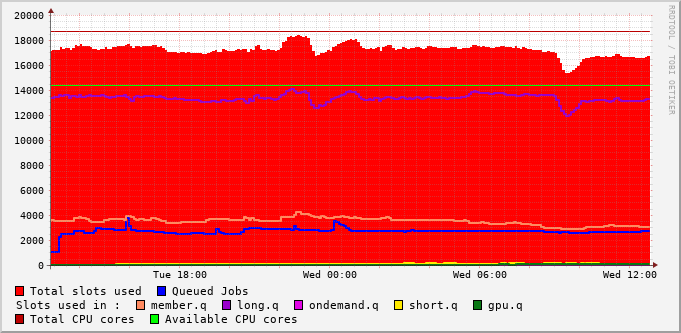 20000
18000
16000
14000
12000
10000
8000
6000
4000
2000
0
Tue 18:00 Wed 00:00 Wed 06:00 Wed 12:00
RRDTOOL / TOBI OETIKER
Total slots used Queued Jobs
Slots used in : member.q long.q ondemand.q short.q gpu.q
Total CPU cores Available CPU cores